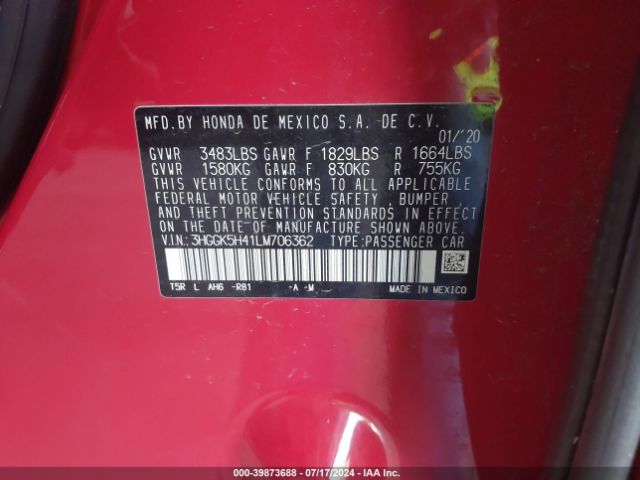 MFD.BY HONDA DE MEXICO S.A. DE C.V.
01/'20
GVWR 3483LBS GAWR F 1829LBS R 1664LBS
GVWR 1580KG GAWR F 830KG R 755KG
THIS VEHICLE CONFORMS TO ALL APPLICABLE
FEDERAL MOTOR VEHICLE SAFETY, BUMPER
AND THEFT PREVENTION STANDARDS IN EFFECT
ON THE DATE OF MANUFACTURE SHOWN ABOVE.
V.IN: 3HGGK5H41LM706362 TYPE:PASSENGER CAR
T5R L AH6 -R81 -A -M MADE IN MEXICO
000-39873688 - 07/17/2024 - IAA Inc.